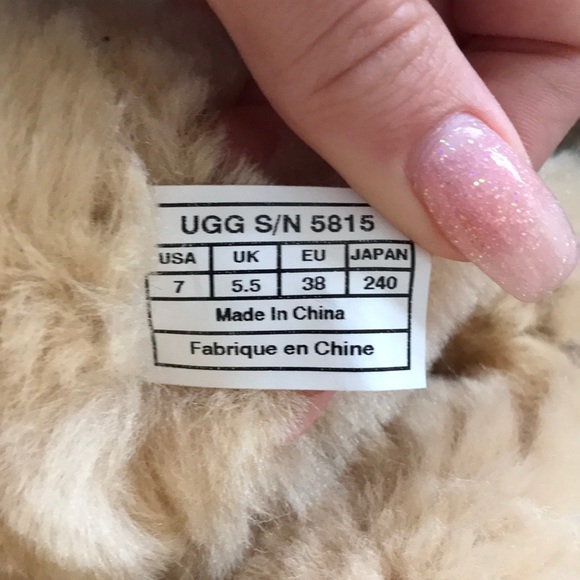 UGG S/N 5815
USA UK EU JAPAN
7 5.5 38 240
Made In China
Fabrique en Chine